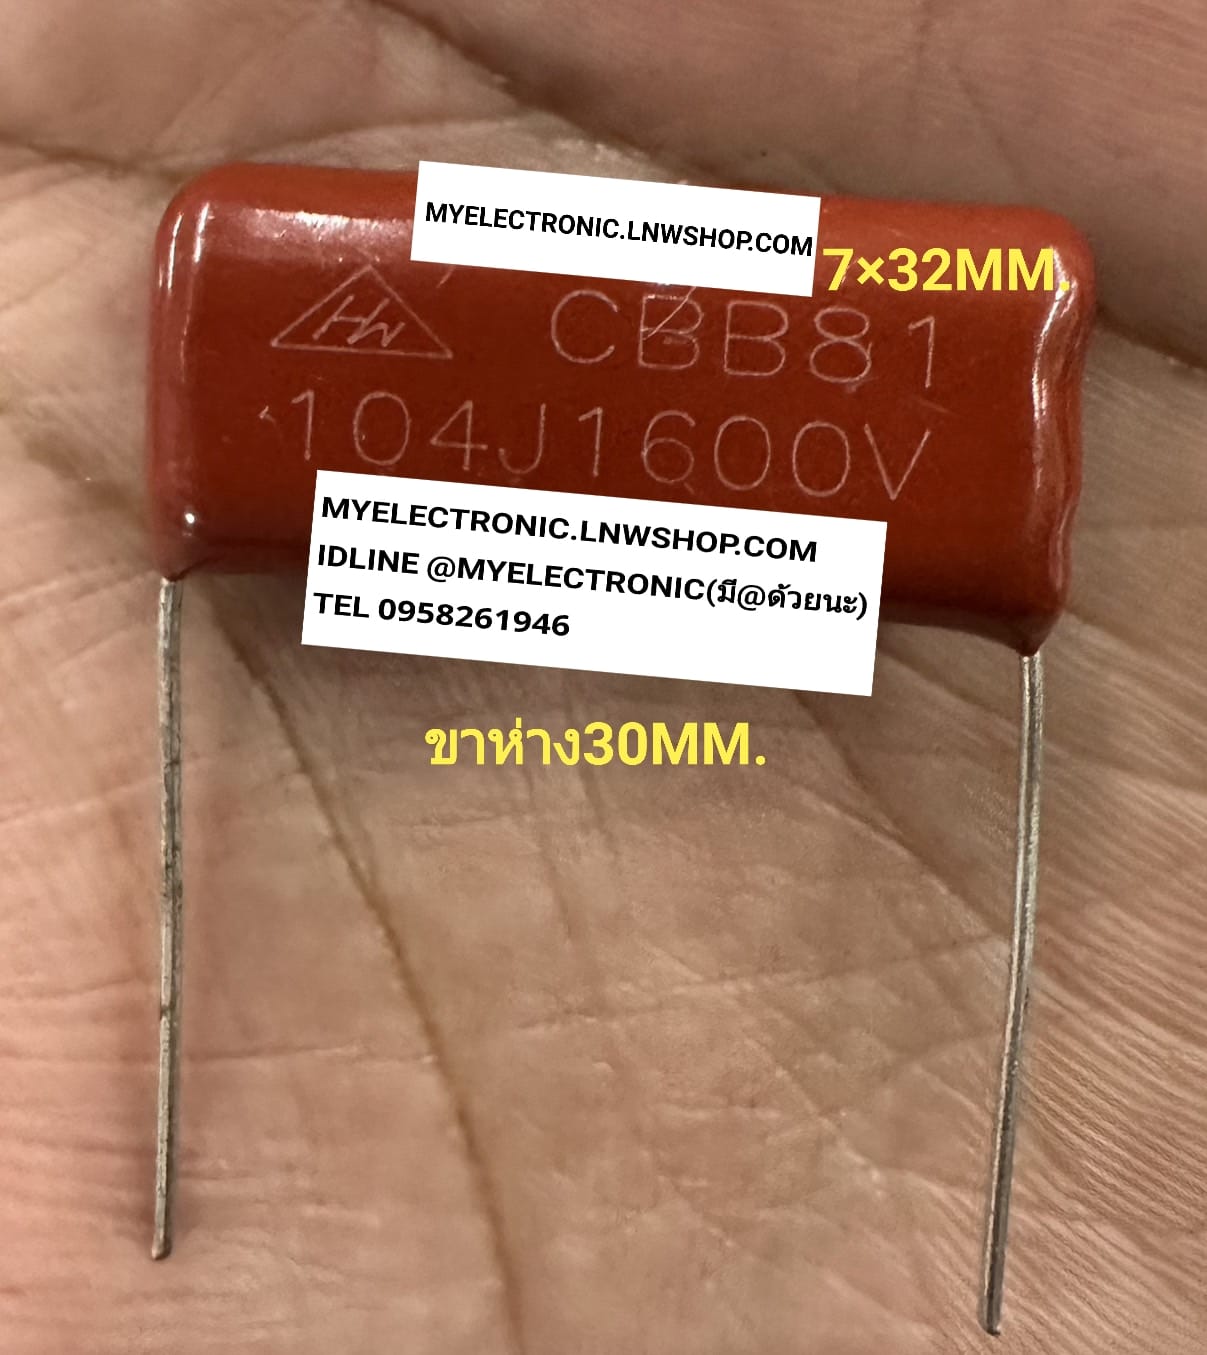 MYELECTRONIC.LNWSHOP.COM
7×32MM.
HW CBB81
104J1600V
MYELECTRONIC.LNWSHOP.COM
IDLINE @MYELECTRONIC(มี@ด้วยนะ)
TEL 0958261946
ขาห่าง30MM.